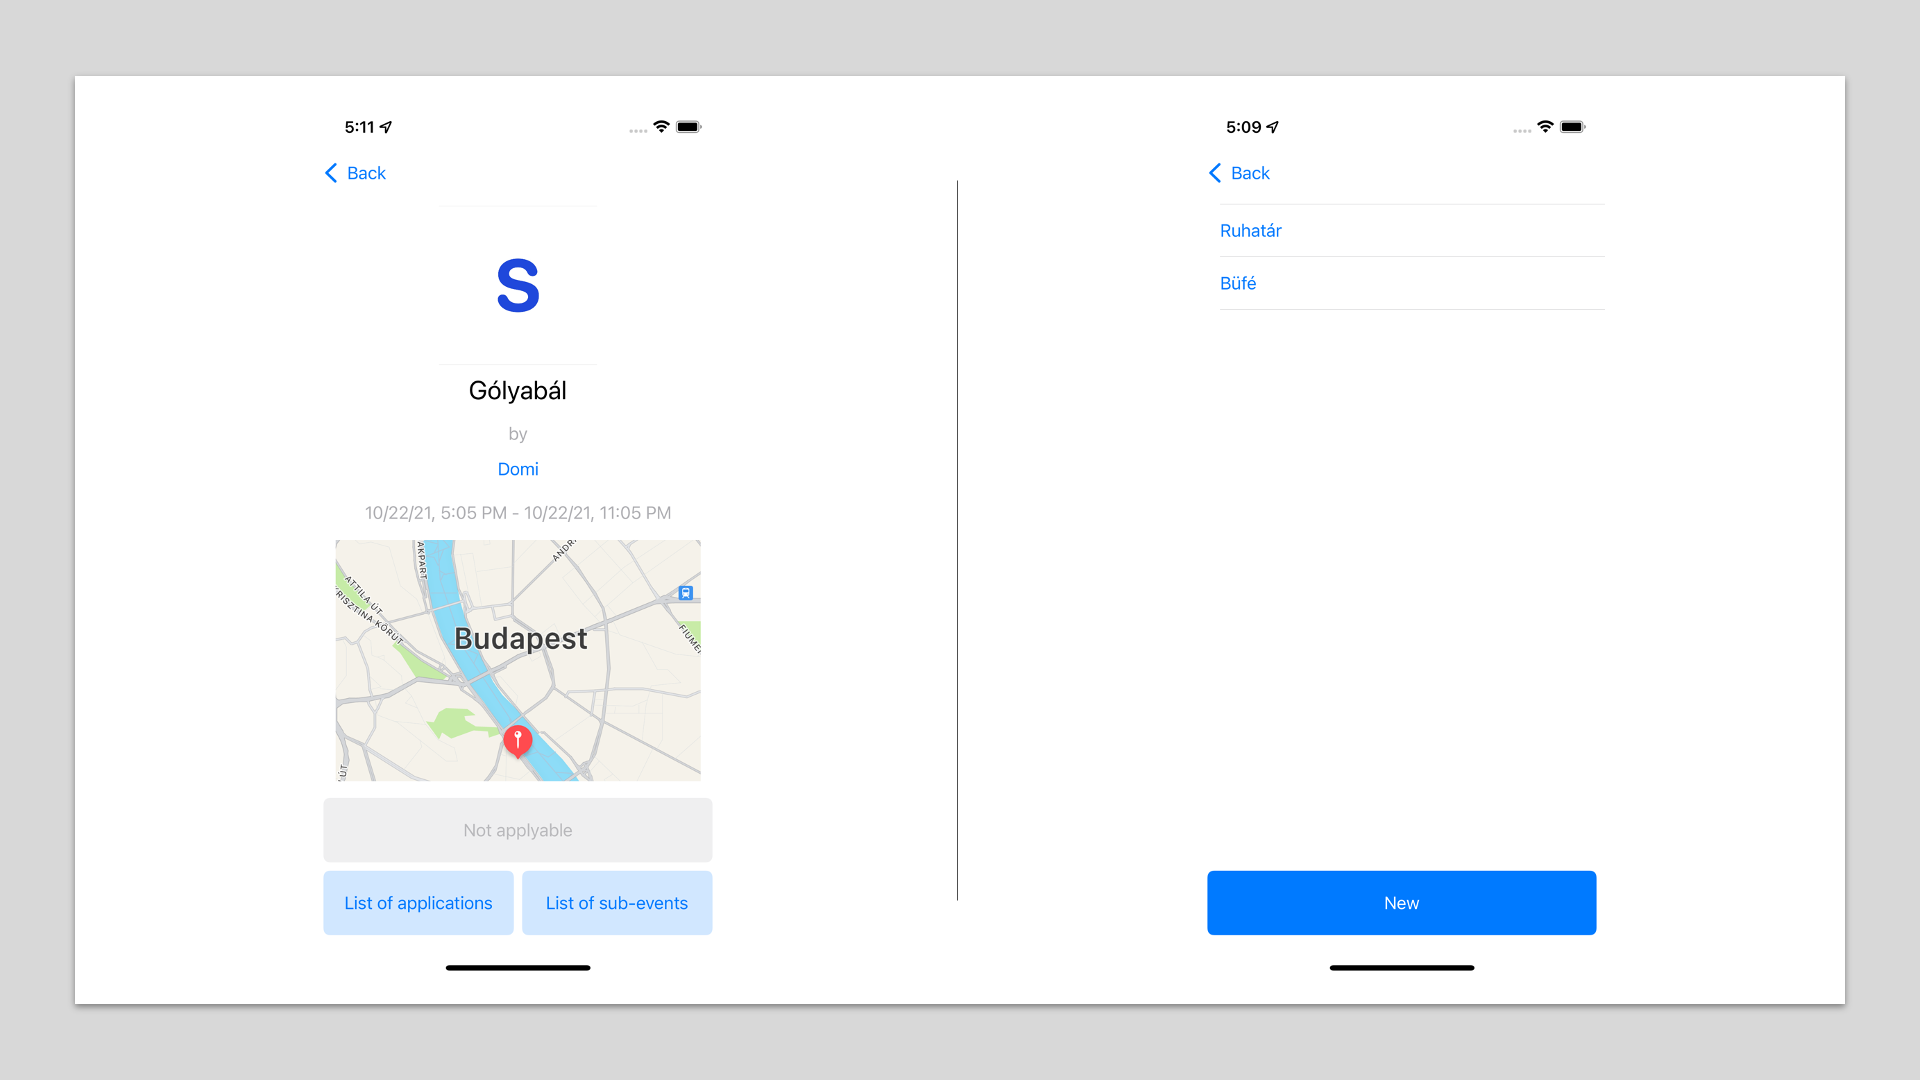 5:11
Back
S
Gólyabál
by
Domi
10/22/21, 5:05 PM - 10/22/21, 11:05 PM
AKPART
ANDR
ATTILA ÚT
RISZTINA KÖRÚT
FIUME
Budapest
ÚT
Not applyable
List of applications
List of sub-events
5:09
Back
Ruhatár
Büfé
New